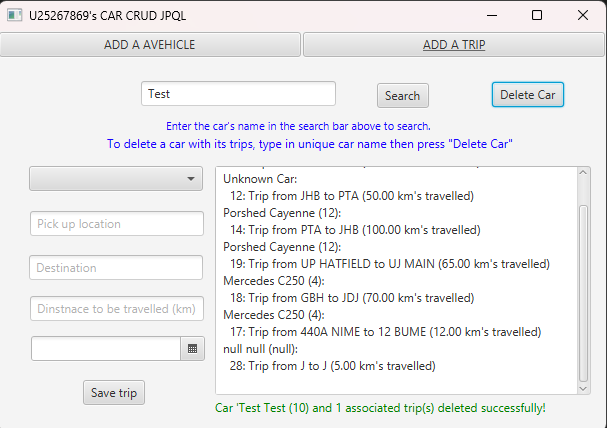 U25267869's CAR CRUD JPQL
ADD A AVEHICLE
ADD A TRIP
Test
Search
Delete Car
Enter the car's name in the search bar above to search.
To delete a car with its trips, type in unique car name then press "Delete Car"
Unknown Car:
12: Trip from JHB to PTA (50.00 km's travelled)
Porshed Cayenne (12):
14: Trip from PTA to JHB (100.00 km's travelled)
Porshed Cayenne (12):
19: Trip from UP HATFIELD to UJ MAIN (65.00 km's travelled)
Mercedes C250 (4):
18: Trip from GBH to JDJ (70.00 km's travelled)
Mercedes C250 (4):
17: Trip from 440A NIME to 12 BUME (12.00 km's travelled)
null null (null):
28: Trip from J to J (5.00 km's travelled)
Pick up location
Destination
Dinstnace to be travelled (km)
Save trip
Car 'Test Test (10) and 1 associated trip(s) deleted successfully!